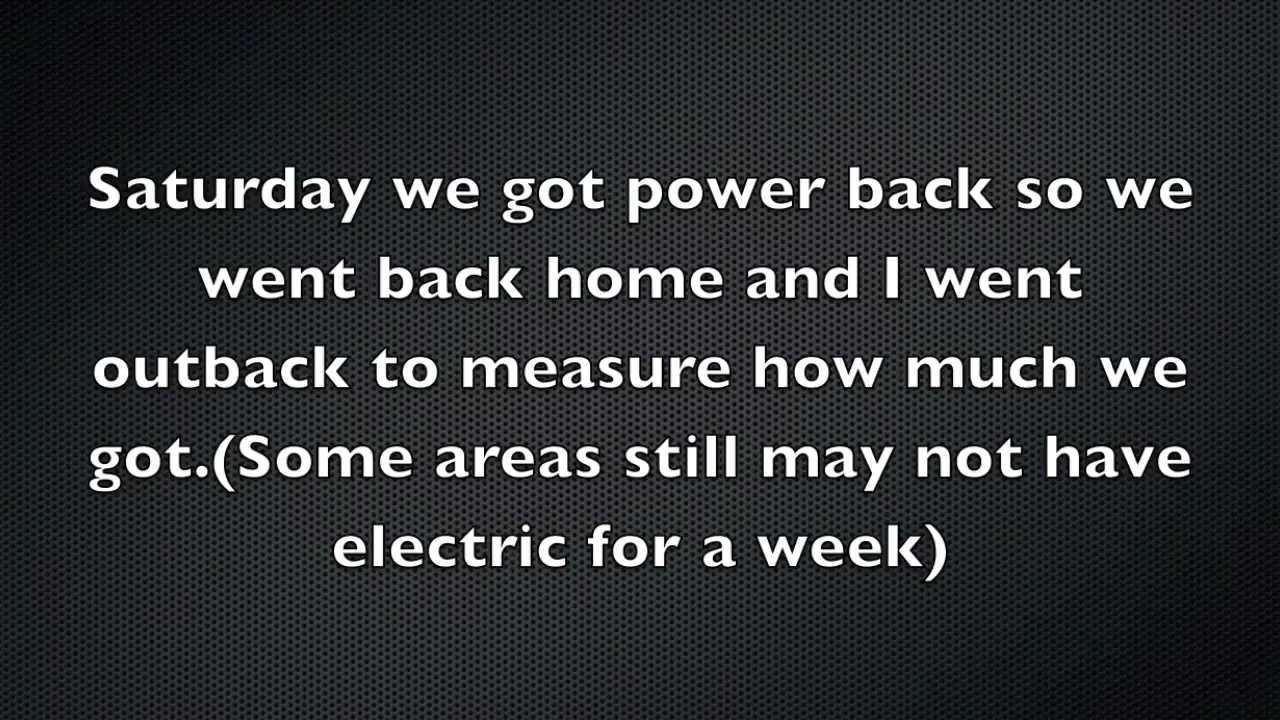 Saturday we got power back so we
went back home and I went
outback to measure how much we
got.(Some areas still may not have
electric for a week)